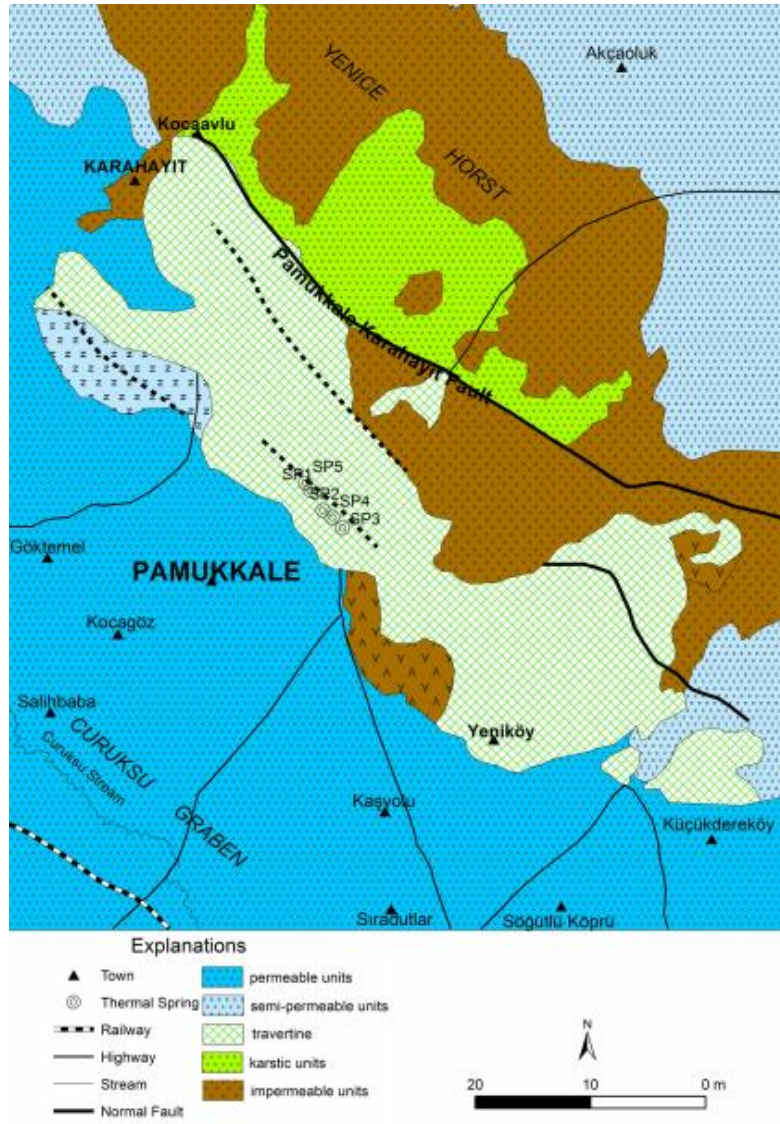 Akçaoluk
YENICE
HORST
Kocaavlu
KARAHAYIT
Pamukkale Karahayıt Fault
SP5
SP1
SP2
SP4
SP3
Göktemel
PAMUKKALE
Kocagöz
Salihbaba
CURUKSU
Curuksu Stream
GRABEN
Yeniköy
Kasyolu
Küçükdereköy
Söğütlü Köprü
Explanations
Town
Thermal Spring
Railway
Highway
Stream
Normal Fault
permeable units
semi-permeable units
travertine
karstic units
impermeable units
N
20 10 0 m